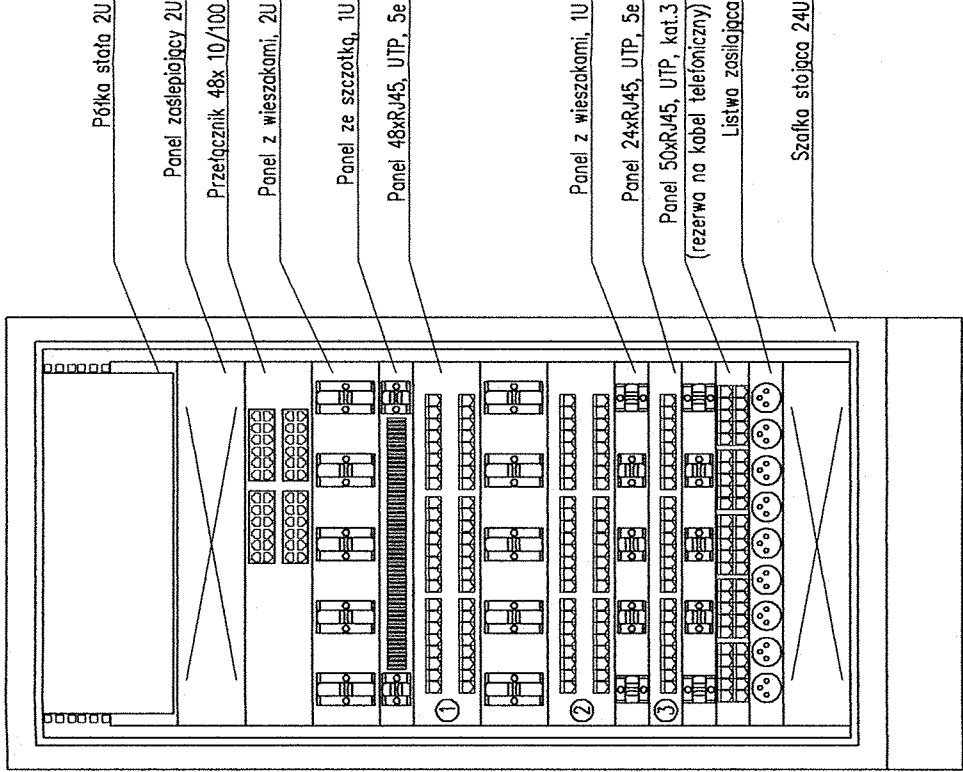 Półka stała 2U
Panel zaślepiający 2U
Przełącznik 48x 10/100
Panel z wieszakami, 2U
Panel ze szczotką, 1U
Panel 48xRJ45, UTP, 5e
Panel z wieszakami, 1U
Panel 24xRJ45, UTP, 5e
Panel 50xRJ45, UTP, kat.3
(rezerwa na kabel telefoniczny)
Listwa zasilająca
Szafka stojąca 24U
1
2
3